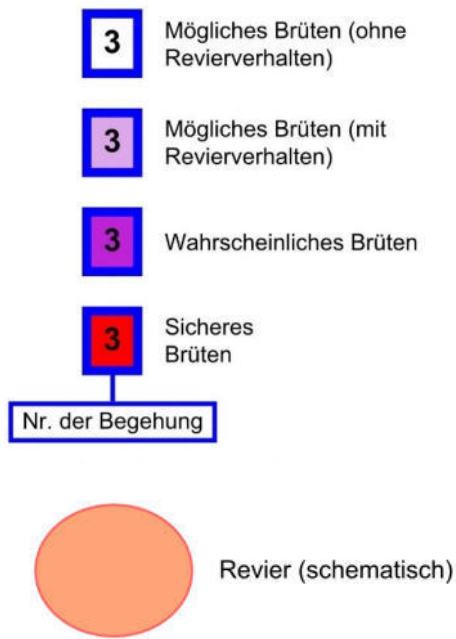 3
Mögliches Brüten (ohne
Revierverhalten)
3
Mögliches Brüten (mit
Revierverhalten)
3
Wahrscheinliches Brüten
3
Sicheres
Brüten
Nr. der Begehung
Revier (schematisch)